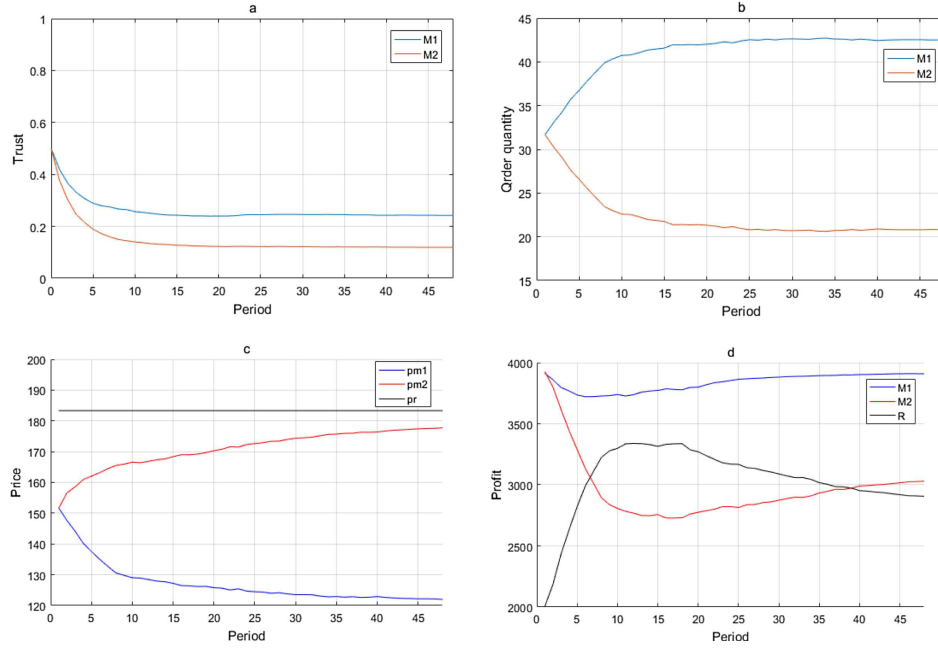 a
1
0.8
0.6
0.4
0.2
0
Trust
0 5 10 15 20 25 30 35 40 45
Period
M1
M2
b
45
40
35
30
25
20
15
Qrder quantity
0 5 10 15 20 25 30 35 40 45
Period
M1
M2
c
200
190
180
170
160
150
140
130
120
Price
0 5 10 15 20 25 30 35 40 45
Period
pm1
pm2
pr
d
4000
3500
3000
2500
2000
Profit
0 5 10 15 20 25 30 35 40 45
Period
M1
M2
R